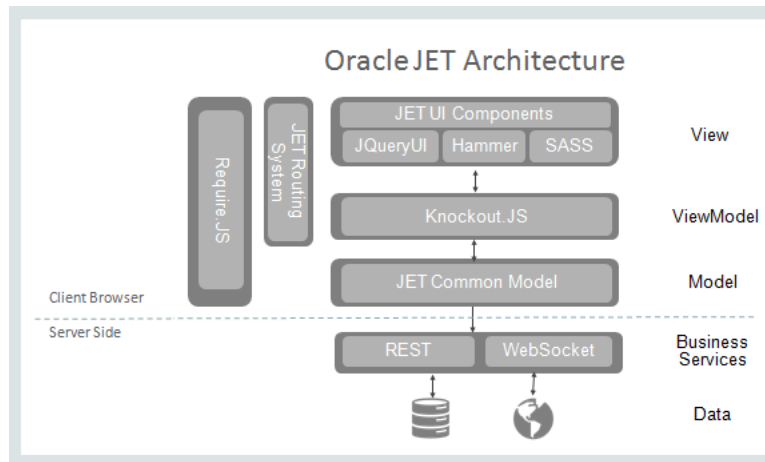 Oracle JET Architecture
Require.JS
JET Routing
System
JET UI Components
JQueryUI
Hammer
SASS
View
Knockout.JS
ViewModel
JET Common Model
Model
Client Browser
Server Side
REST
WebSocket
Business
Services
Data